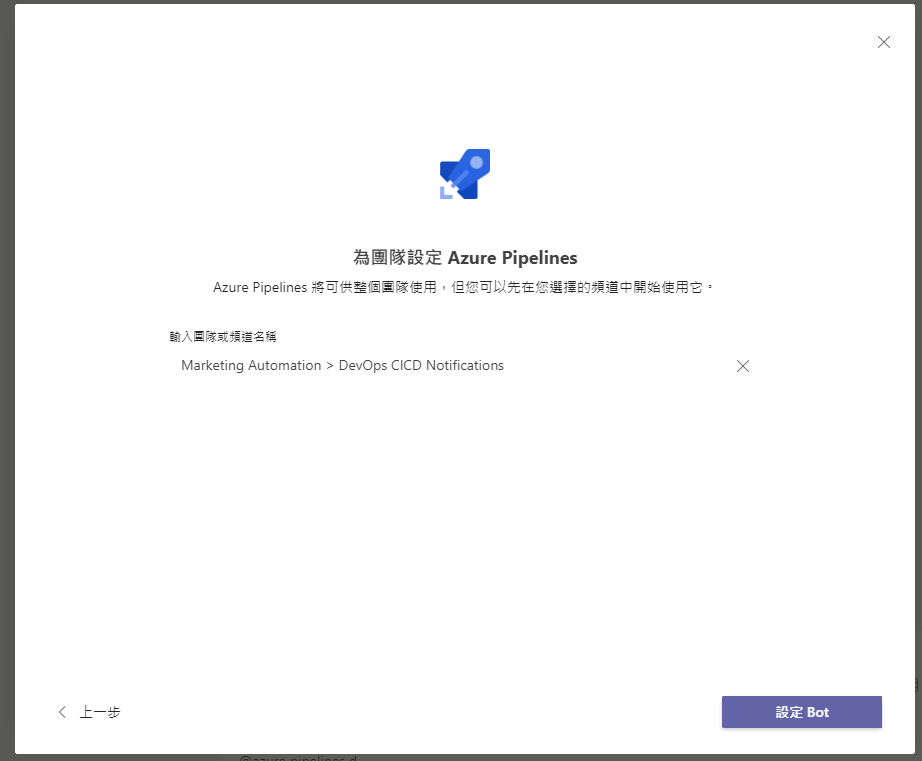 為團隊設定 Azure Pipelines
Azure Pipelines 將可供整個團隊使用，但您可以先在您選擇的頻道中開始使用它。
輸入團隊或頻道名稱
Marketing Automation > DevOps CICD Notifications
上一步
設定 Bot